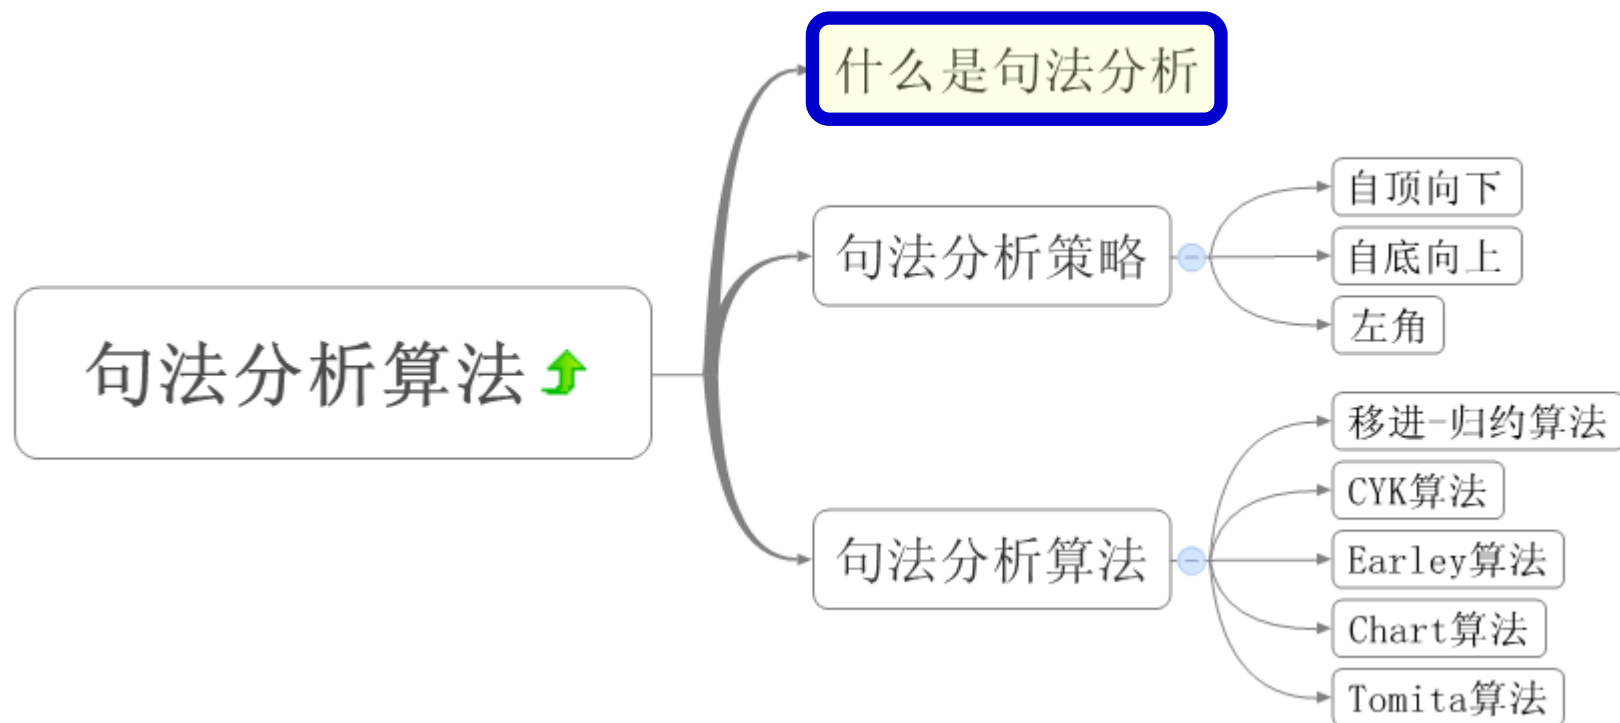 什么是句法分析
句法分析算法
句法分析策略
自顶向下
自底向上
左角
句法分析算法
移进-归约算法
CYK算法
Earley算法
Chart算法
Tomita算法